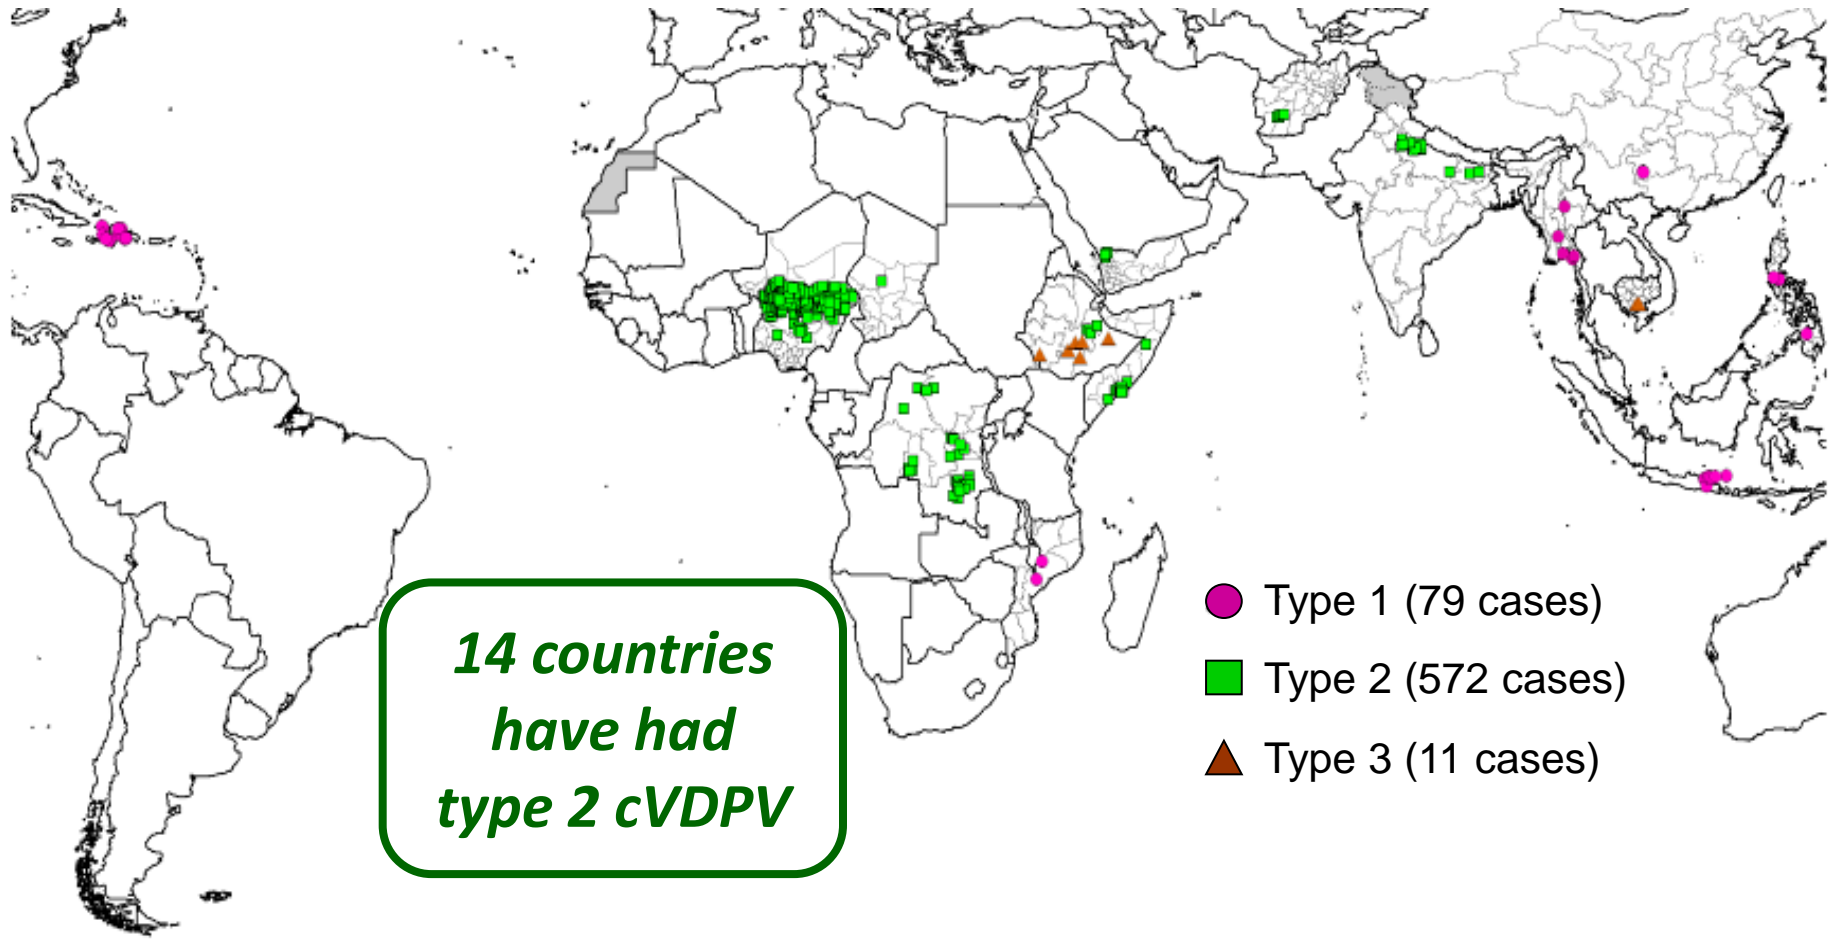 14 countries
have had
type 2 cVDPV
Type 1 (79 cases)
Type 2 (572 cases)
Type 3 (11 cases)